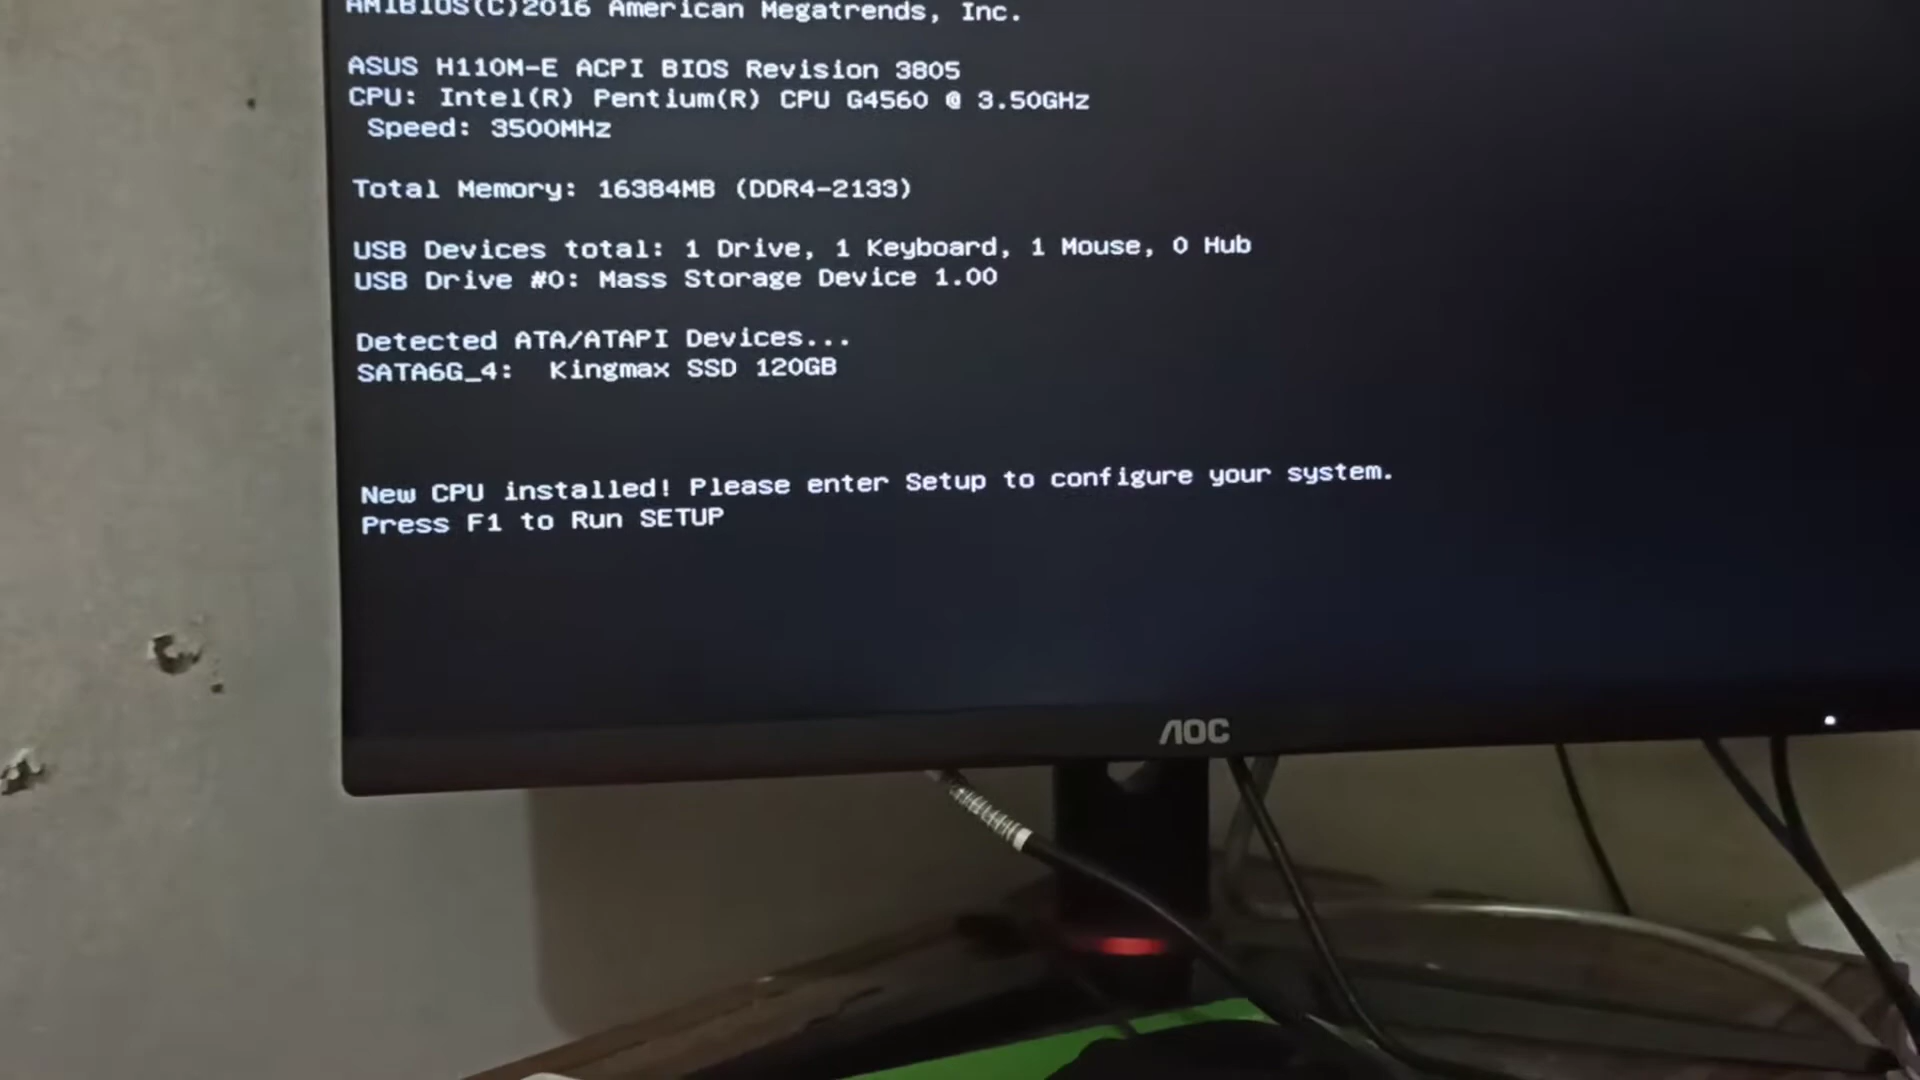 AMIBIOS(C)2016 American Megatrends, Inc.
ASUS H110M-E ACPI BIOS Revision 3805
CPU: Intel(R) Pentium(R) CPU G4560 @ 3.50GHz
Speed: 3500MHz
Total Memory: 16384MB (DDR4-2133)
USB Devices total: 1 Drive, 1 Keyboard, 1 Mouse, 0 Hub
USB Drive #0: Mass Storage Device 1.00
Detected ATA/ATAPI Devices...
SATA6G_4: Kingmax SSD 120GB
New CPU installed! Please enter Setup to configure your system.
Press F1 to Run SETUP
AOC